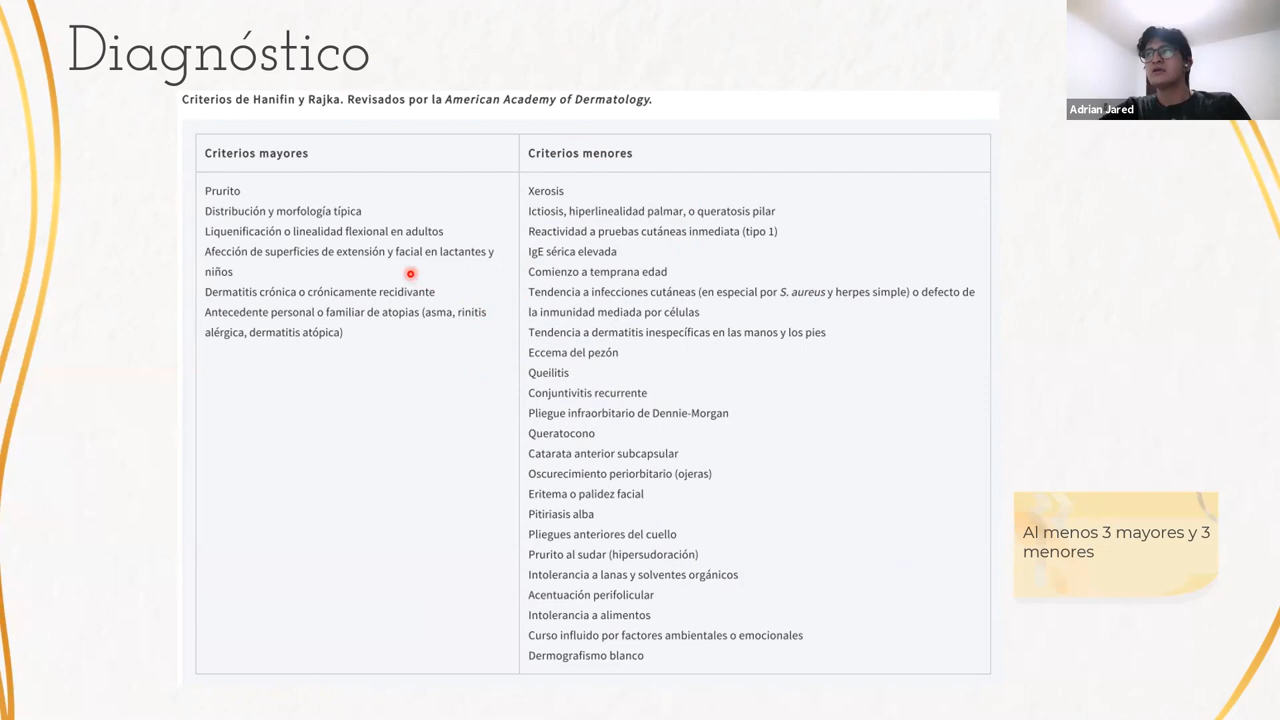 Diagnóstico
Criterios de Hanifin y Rajka. Revisados por la American Academy of Dermatology.
Criterios mayores
Prurito
Distribución y morfología típica
Liquenificación o linealidad flexional en adultos
Afección de superficies de extensión y facial en lactantes y
niños
Dermatitis crónica o crónicamente recidivante
Antecedente personal o familiar de atopias (asma, rinitis
alérgica, dermatitis atópica)
Criterios menores
Xerosis
Ictiosis, hiperlinealidad palmar, o queratosis pilar
Reactividad a pruebas cutáneas inmediata (tipo 1)
IgE sérica elevada
Comienzo a temprana edad
Tendencia a infecciones cutáneas (en especial por S. aureus y herpes simple) o defecto de
la inmunidad mediada por células
Tendencia a dermatitis inespecíficas en las manos y los pies
Eccema del pezón
Queilitis
Conjuntivitis recurrente
Pliegue infraorbitario de Dennie-Morgan
Queratocono
Catarata anterior subcapsular
Oscurecimiento periorbitario (ojeras)
Eritema o palidez facial
Pitiriasis alba
Pliegues anteriores del cuello
Prurito al sudar (hipersudoración)
Intolerancia a lanas y solventes orgánicos
Acentuación perifolicular
Intolerancia a alimentos
Curso influido por factores ambientales o emocionales
Dermografismo blanco
Al menos 3 mayores y 3
menores
Adrian Jared